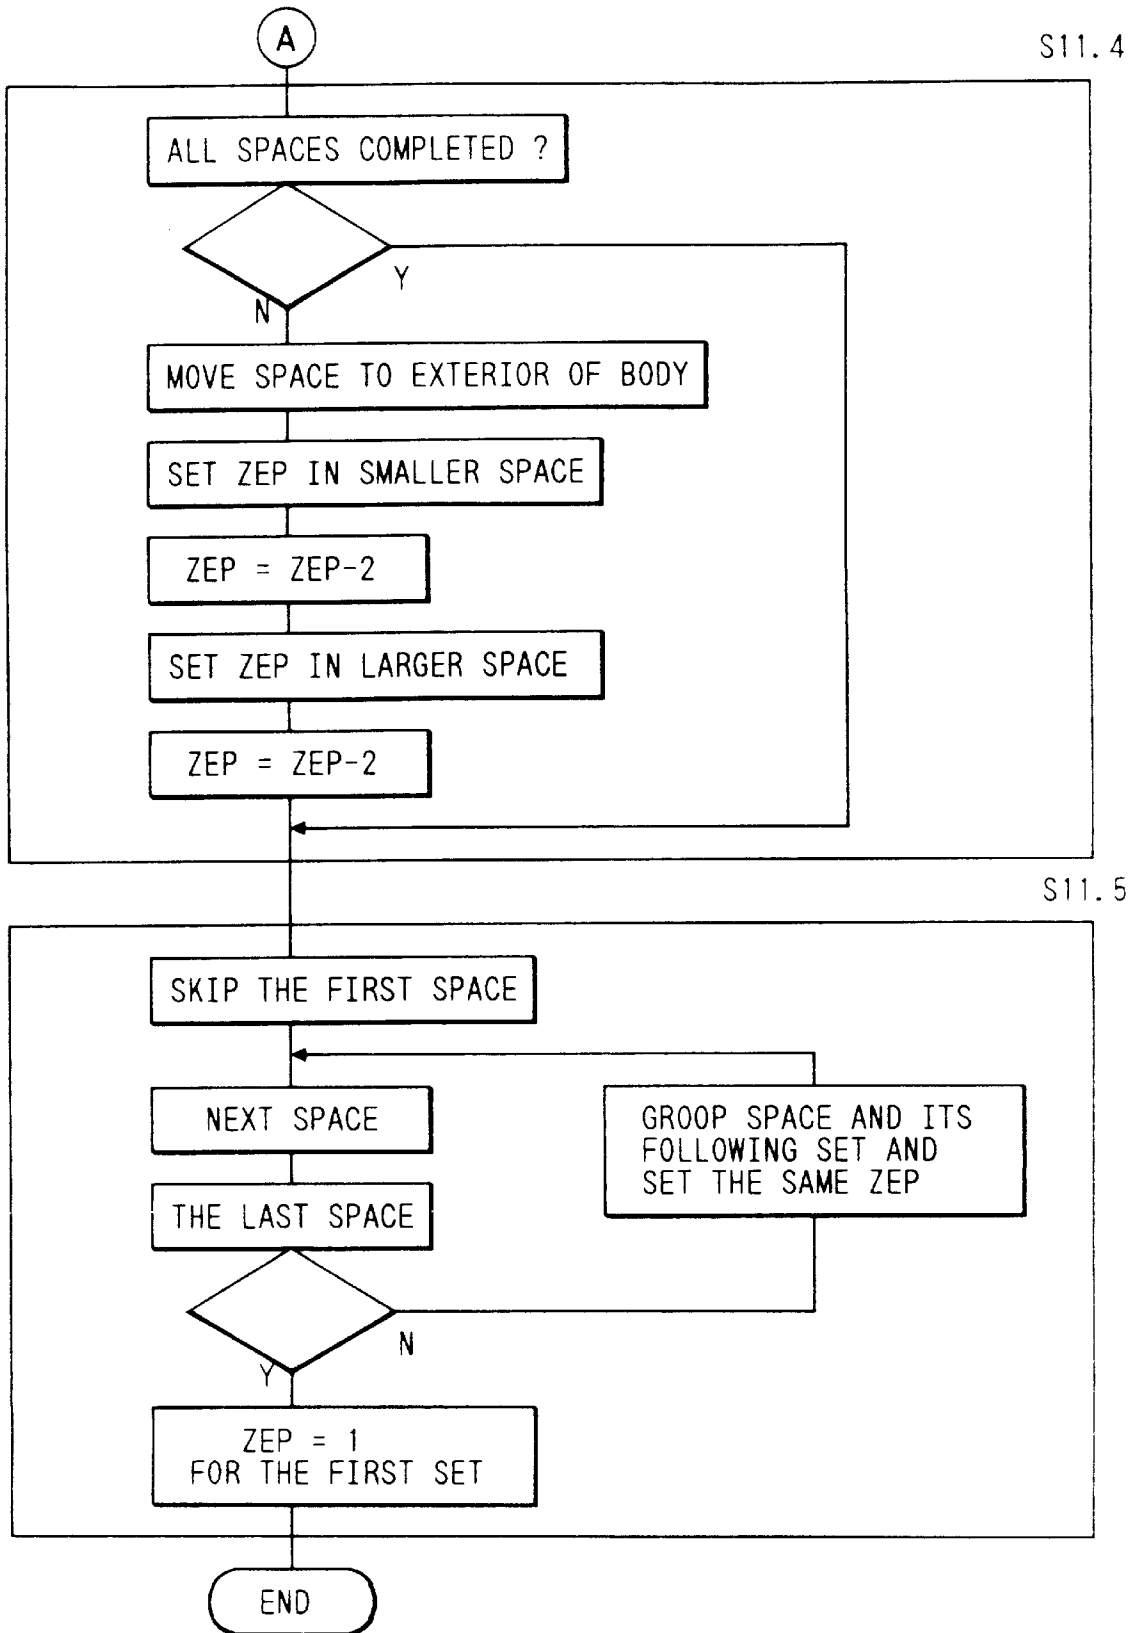 A
S11.4
ALL SPACES COMPLETED ?
Y
N
MOVE SPACE TO EXTERIOR OF BODY
SET ZEP IN SMALLER SPACE
ZEP = ZEP-2
SET ZEP IN LARGER SPACE
ZEP = ZEP-2
S11.5
SKIP THE FIRST SPACE
NEXT SPACE
GROOP SPACE AND ITS
FOLLOWING SET AND
SET THE SAME ZEP
THE LAST SPACE
N
Y
ZEP = 1
FOR THE FIRST SET
END